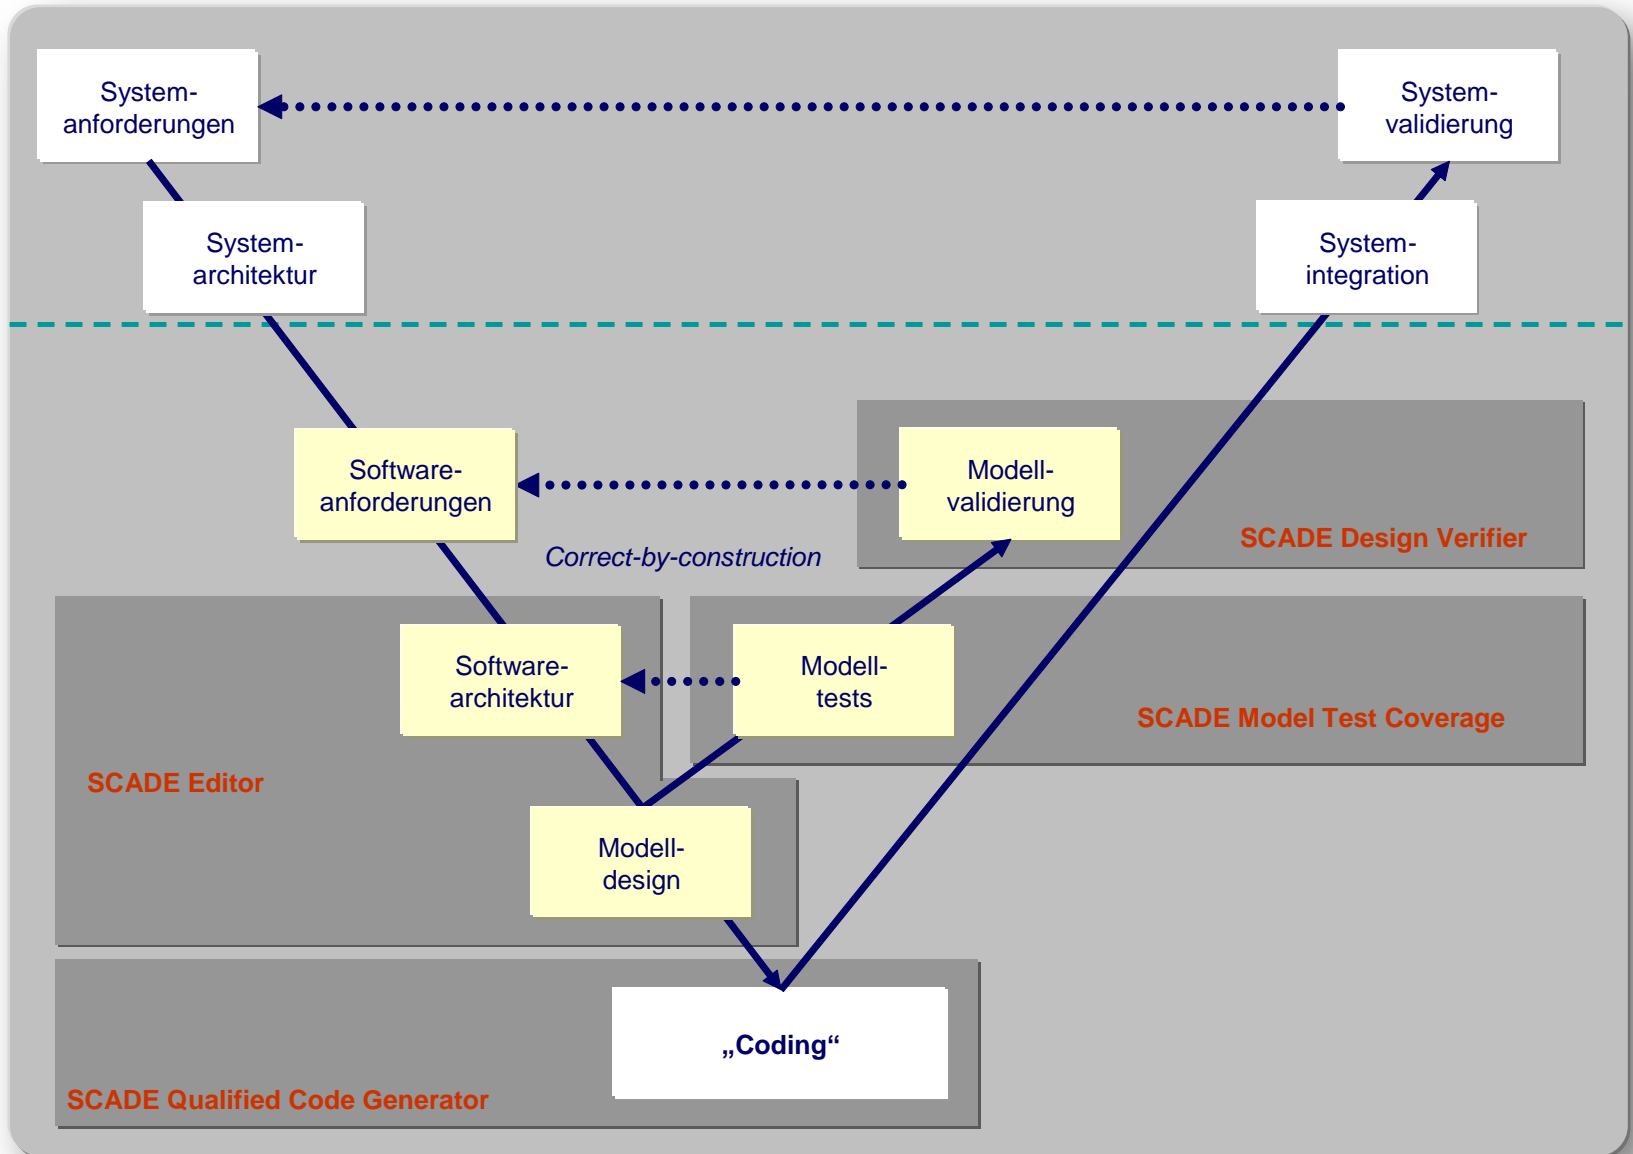 System-
anforderungen
System-
validierung
System-
architektur
System-
integration
Software-
anforderungen
Modell-
validierung
SCADE Design Verifier
Correct-by-construction
Software-
architektur
Modell-
tests
SCADE Model Test Coverage
SCADE Editor
Modell-
design
„Coding“
SCADE Qualified Code Generator